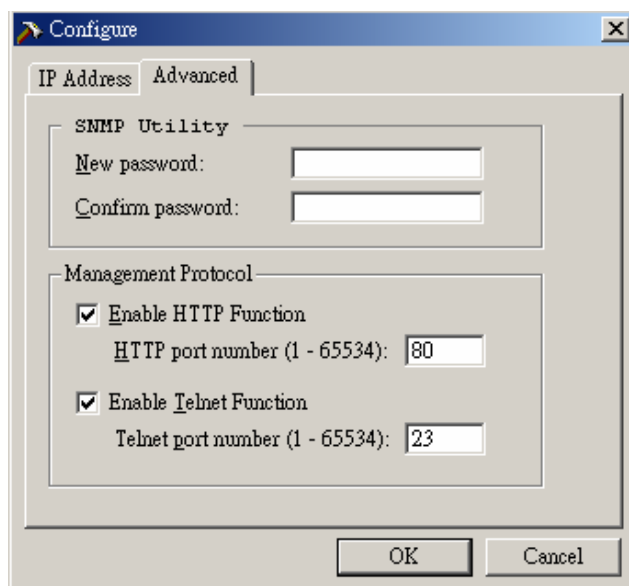 Configure
IP Address Advanced
SNMP Utility
New password:
Confirm password:
Management Protocol
Enable HTTP Function
HTTP port number (1 - 65534): 80
Enable Telnet Function
Telnet port number (1 - 65534): 23
OK Cancel